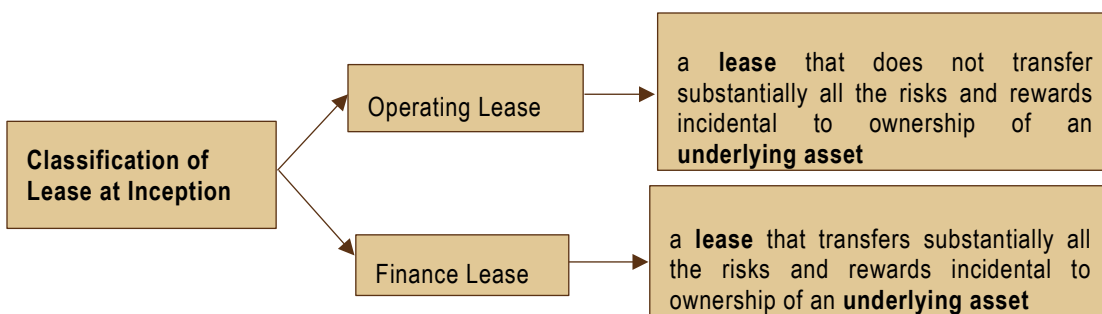 Classification of
Lease at Inception
Operating Lease
a lease that does not transfer
substantially all the risks and rewards
incidental to ownership of an
underlying asset
Finance Lease
a lease that transfers substantially all
the risks and rewards incidental to
ownership of an underlying asset